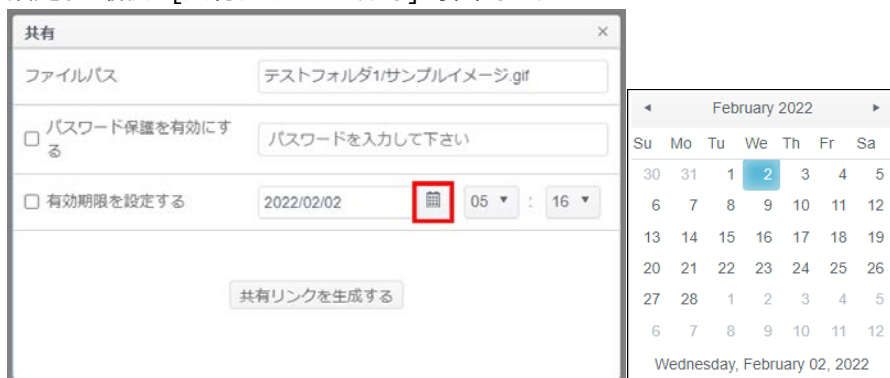 共有
ファイルパス
テストフォルダ1/サンプルイメージ.gif
パスワード保護を有効にす
る
パスワードを入力して下さい
有効期限を設定する
2022/02/02
05 : 16
共有リンクを生成する
February 2022
Su Mo Tu We Th Fr Sa
30 31 1 2 3 4 5
6 7 8 9 10 11 12
13 14 15 16 17 18 19
20 21 22 23 24 25 26
27 28 1 2 3 4 5
6 7 8 9 10 11 12
Wednesday, February 02, 2022